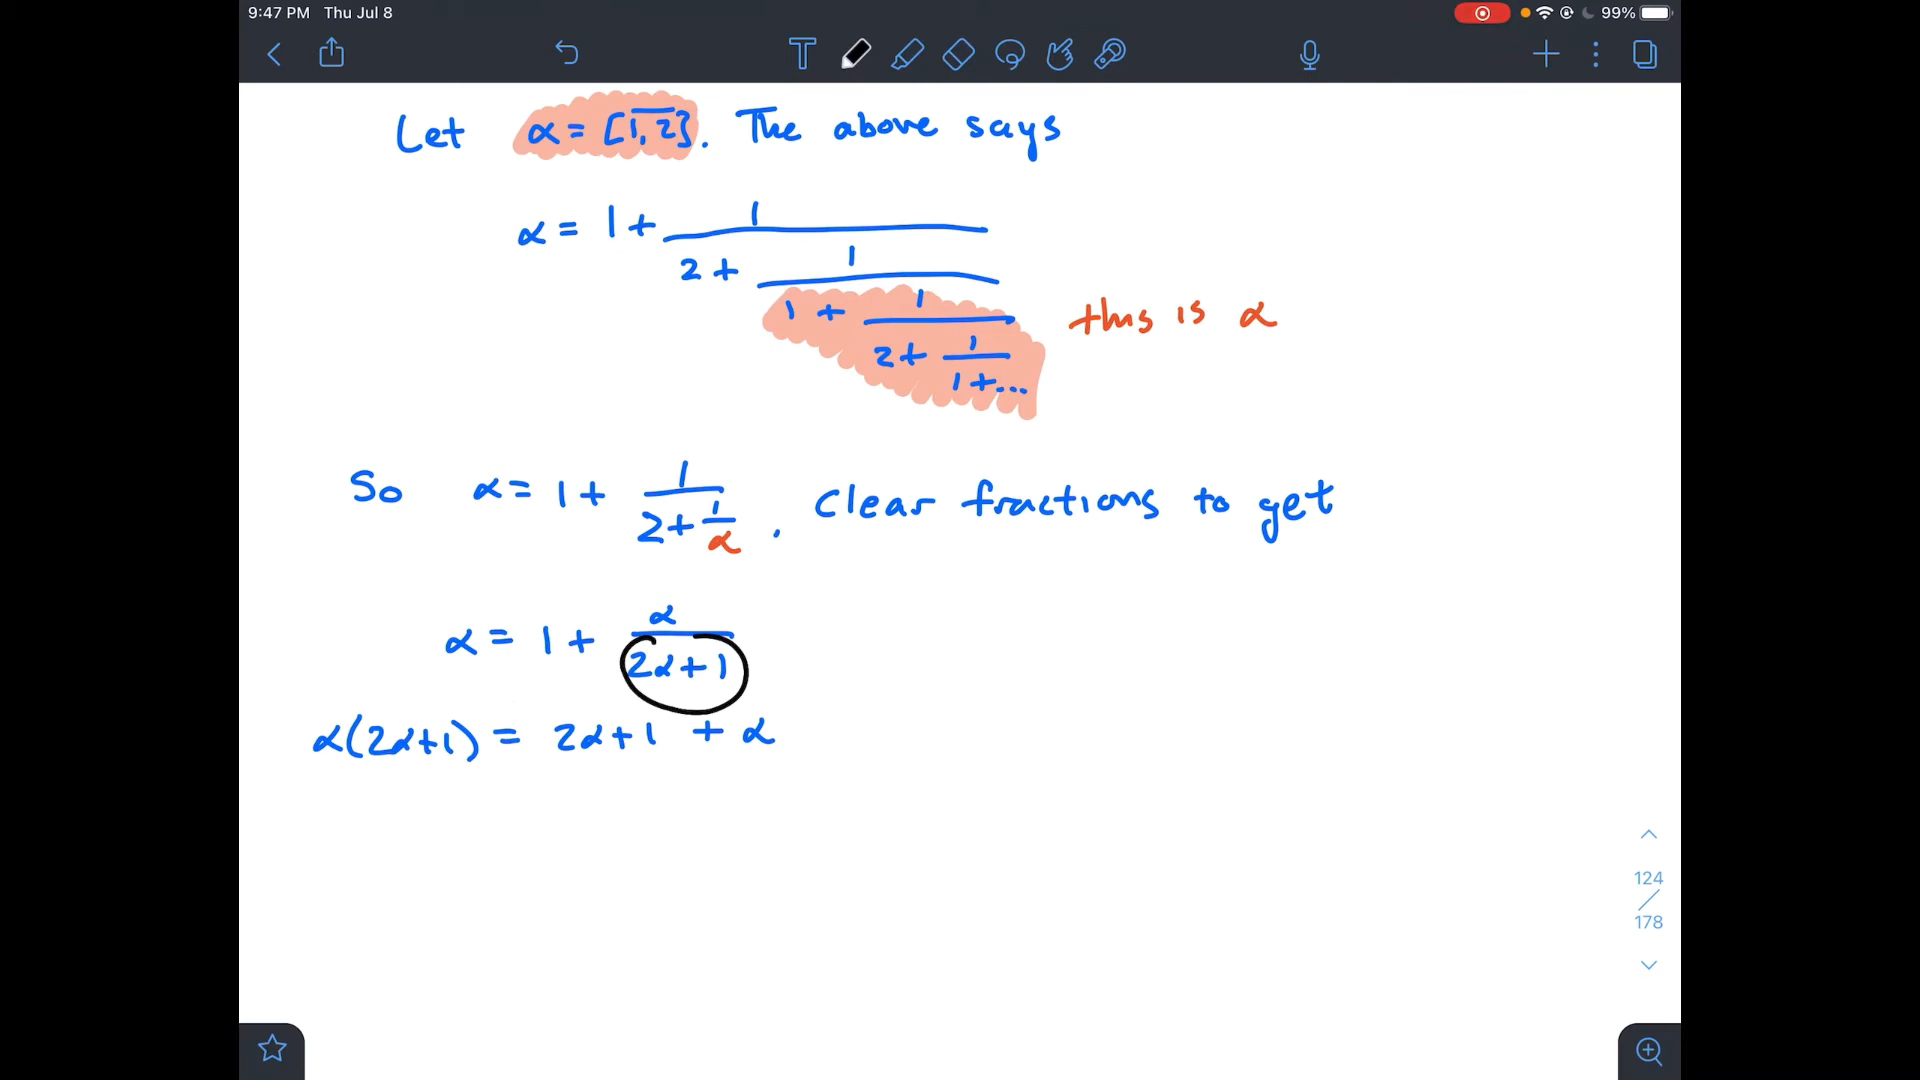 9:47 PM Thu Jul 8
99%
Let α = [1̅,̅ 2̅]. The above says
α = 1 + 1
2 + 1
1 + 1
2 + 1
1 + ...
this is α
So α = 1 + 1/(2 + 1/α). Clear fractions to get
α = 1 + α/(2α + 1)
α(2α+1) = 2α+1 + α
124
178